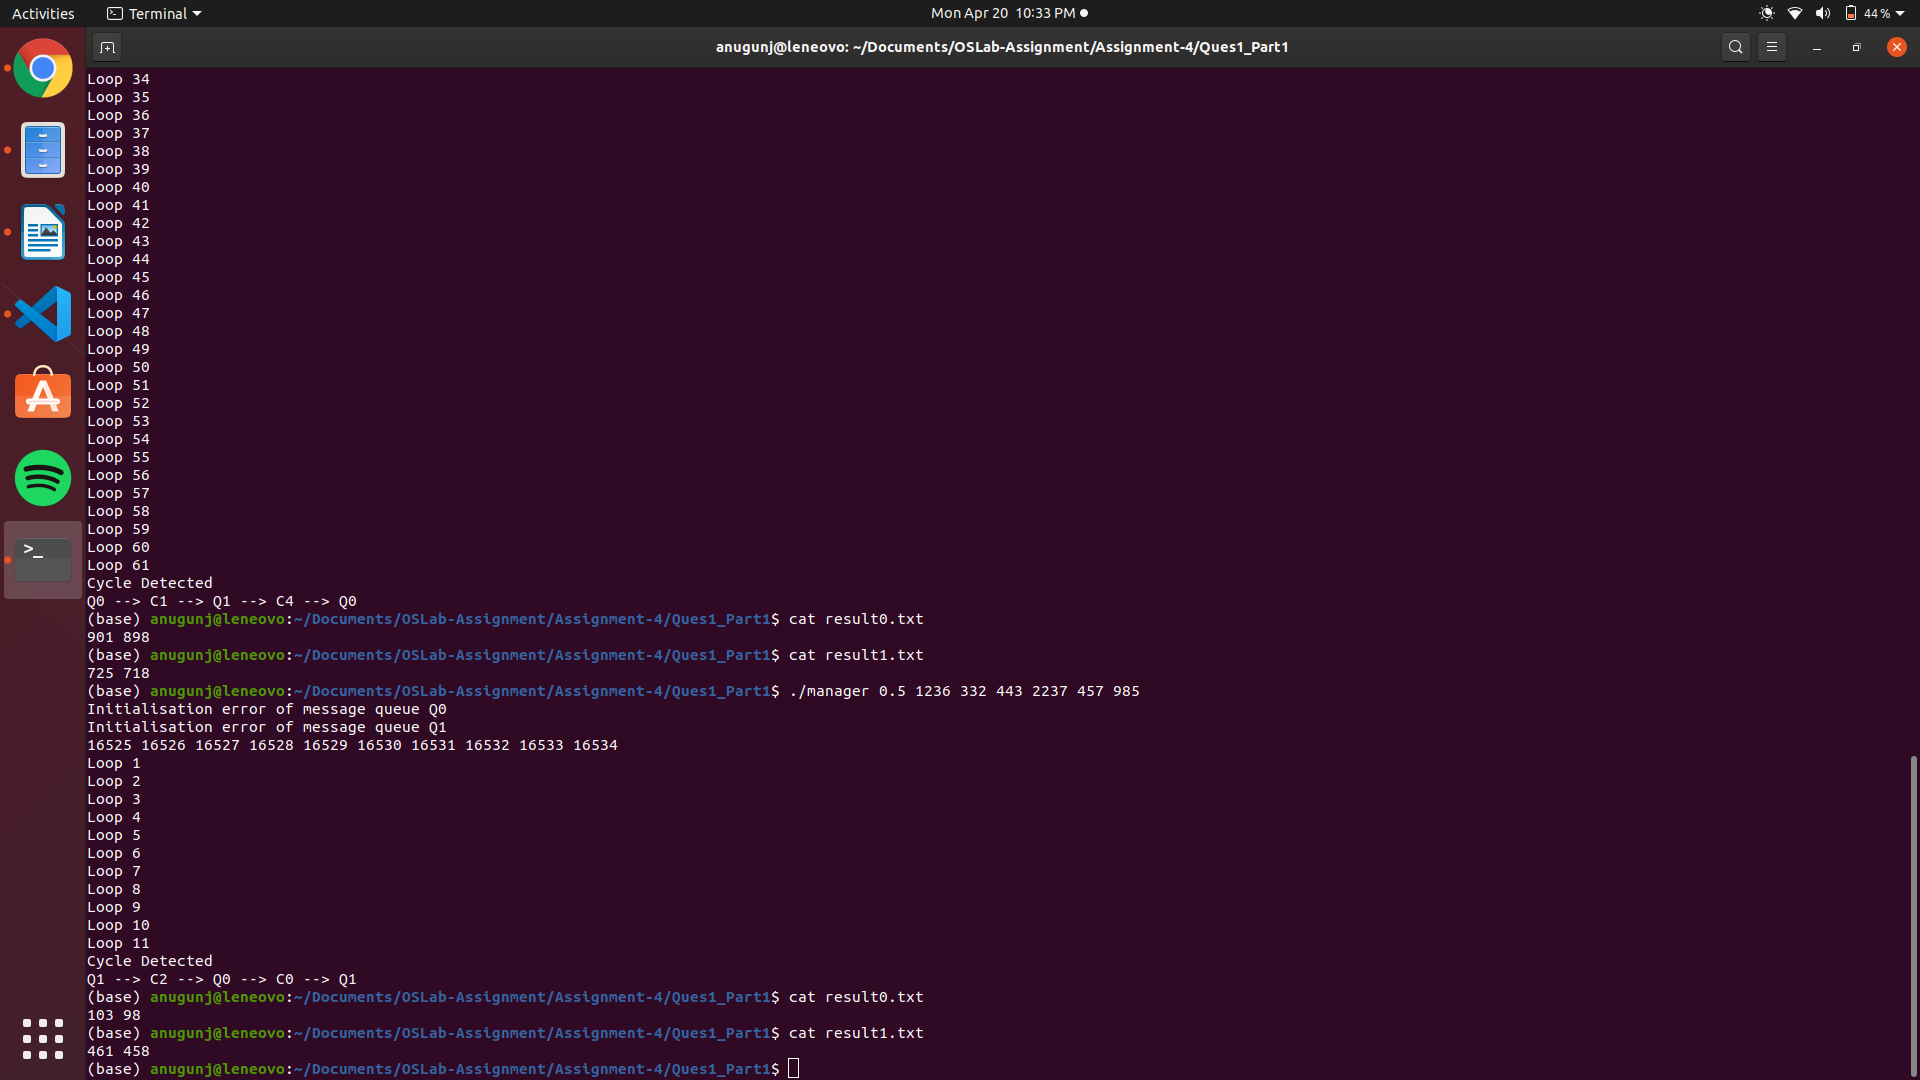 Activities
Terminal
Mon Apr 20 10:33 PM
44 %
anugunj@leneovo: ~/Documents/OSLab-Assignment/Assignment-4/Ques1_Part1
Loop 34
Loop 35
Loop 36
Loop 37
Loop 38
Loop 39
Loop 40
Loop 41
Loop 42
Loop 43
Loop 44
Loop 45
Loop 46
Loop 47
Loop 48
Loop 49
Loop 50
Loop 51
Loop 52
Loop 53
Loop 54
Loop 55
Loop 56
Loop 57
Loop 58
Loop 59
Loop 60
Loop 61
Cycle Detected
Q0 --> C1 --> Q1 --> C4 --> Q0
(base) anugunj@leneovo:~/Documents/OSLab-Assignment/Assignment-4/Ques1_Part1$ cat result0.txt
901 898
(base) anugunj@leneovo:~/Documents/OSLab-Assignment/Assignment-4/Ques1_Part1$ cat result1.txt
725 718
(base) anugunj@leneovo:~/Documents/OSLab-Assignment/Assignment-4/Ques1_Part1$ ./manager 0.5 1236 332 443 2237 457 985
Initialisation error of message queue Q0
Initialisation error of message queue Q1
16525 16526 16527 16528 16529 16530 16531 16532 16533 16534
Loop 1
Loop 2
Loop 3
Loop 4
Loop 5
Loop 6
Loop 7
Loop 8
Loop 9
Loop 10
Loop 11
Cycle Detected
Q1 --> C2 --> Q0 --> C0 --> Q1
(base) anugunj@leneovo:~/Documents/OSLab-Assignment/Assignment-4/Ques1_Part1$ cat result0.txt
103 98
(base) anugunj@leneovo:~/Documents/OSLab-Assignment/Assignment-4/Ques1_Part1$ cat result1.txt
461 458
(base) anugunj@leneovo:~/Documents/OSLab-Assignment/Assignment-4/Ques1_Part1$